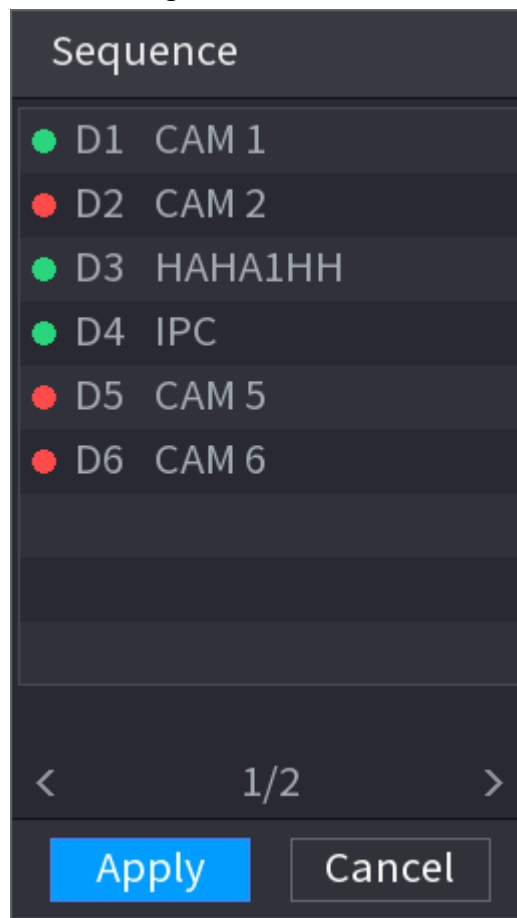 Sequence
D1 CAM 1
D2 CAM 2
D3 HAHA1HH
D4 IPC
D5 CAM 5
D6 CAM 6
< 1/2 >
Apply Cancel